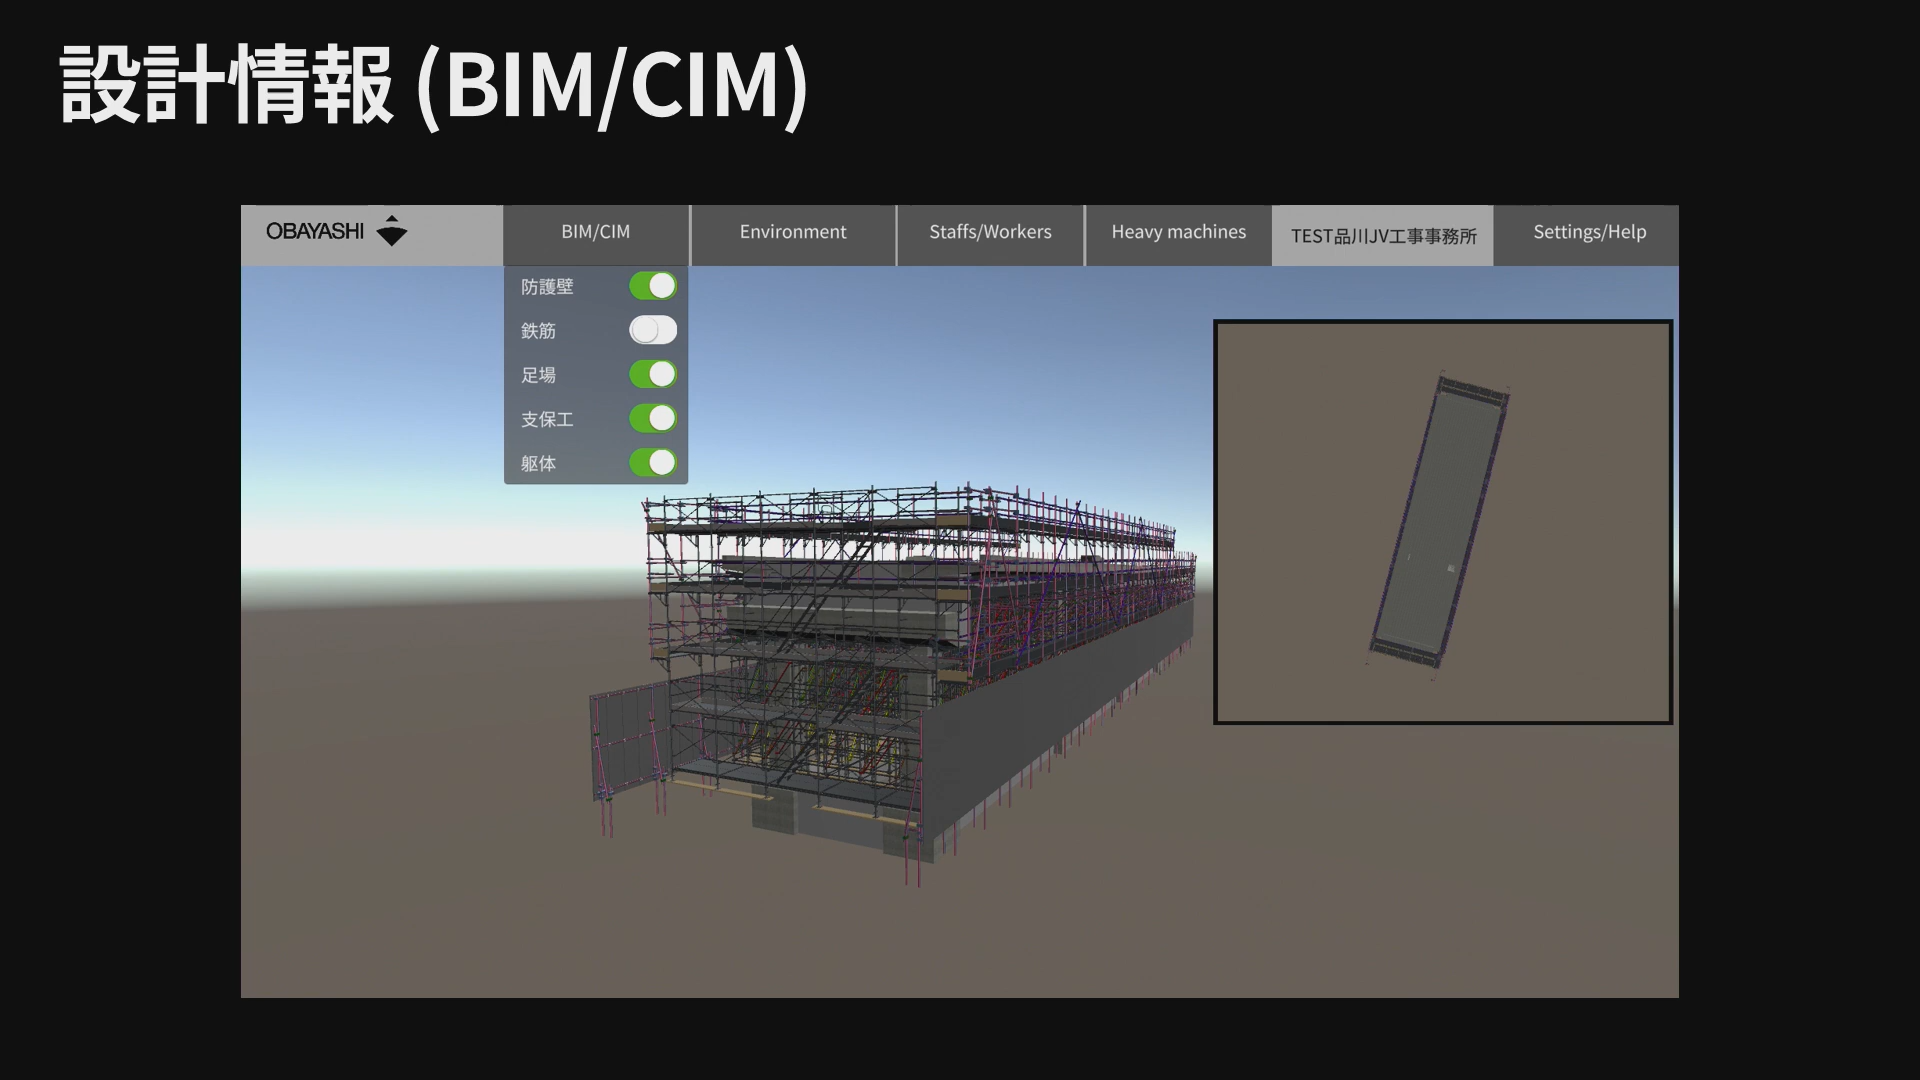 設計情報 (BIM/CIM)
OBAYASHI
BIM/CIM
Environment
Staffs/Workers
Heavy machines
TEST品川JV工事事務所
Settings/Help
防護壁
鉄筋
足場
支保工
躯体